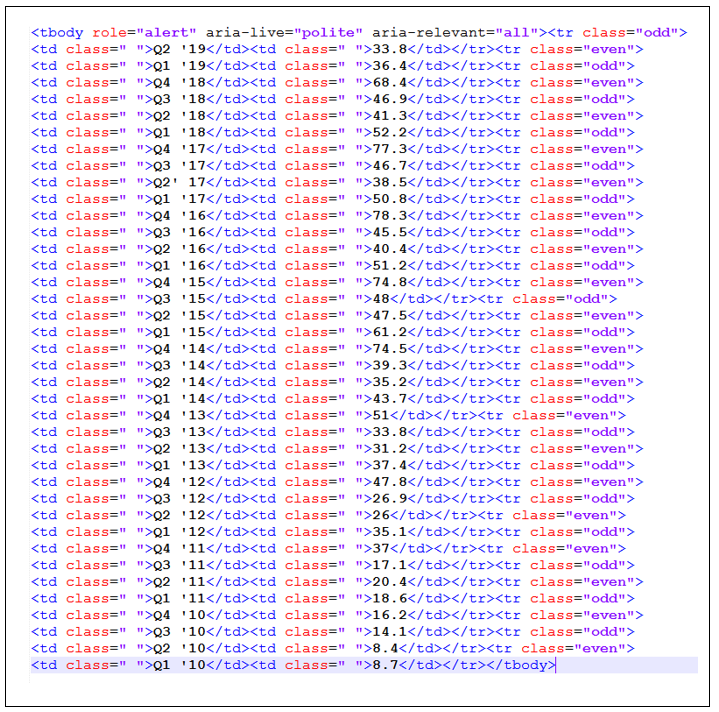 <tbody role="alert" aria-live="polite" aria-relevant="all"><tr class="odd">
<td class=" ">Q2 '19</td><td class=" ">33.8</td></tr><tr class="even">
<td class=" ">Q1 '19</td><td class=" ">36.4</td></tr><tr class="odd">
<td class=" ">Q4 '18</td><td class=" ">68.4</td></tr><tr class="even">
<td class=" ">Q3 '18</td><td class=" ">46.9</td></tr><tr class="odd">
<td class=" ">Q2 '18</td><td class=" ">41.3</td></tr><tr class="even">
<td class=" ">Q1 '18</td><td class=" ">52.2</td></tr><tr class="odd">
<td class=" ">Q4 '17</td><td class=" ">77.3</td></tr><tr class="even">
<td class=" ">Q3 '17</td><td class=" ">46.7</td></tr><tr class="odd">
<td class=" ">Q2' 17</td><td class=" ">38.5</td></tr><tr class="even">
<td class=" ">Q1 '17</td><td class=" ">50.8</td></tr><tr class="odd">
<td class=" ">Q4 '16</td><td class=" ">78.3</td></tr><tr class="even">
<td class=" ">Q3 '16</td><td class=" ">45.5</td></tr><tr class="odd">
<td class=" ">Q2 '16</td><td class=" ">40.4</td></tr><tr class="even">
<td class=" ">Q1 '16</td><td class=" ">51.2</td></tr><tr class="odd">
<td class=" ">Q4 '15</td><td class=" ">74.8</td></tr><tr class="even">
<td class=" ">Q3 '15</td><td class=" ">48</td></tr><tr class="odd">
<td class=" ">Q2 '15</td><td class=" ">47.5</td></tr><tr class="even">
<td class=" ">Q1 '15</td><td class=" ">61.2</td></tr><tr class="odd">
<td class=" ">Q4 '14</td><td class=" ">74.5</td></tr><tr class="even">
<td class=" ">Q3 '14</td><td class=" ">39.3</td></tr><tr class="odd">
<td class=" ">Q2 '14</td><td class=" ">35.2</td></tr><tr class="even">
<td class=" ">Q1 '14</td><td class=" ">43.7</td></tr><tr class="odd">
<td class=" ">Q4 '13</td><td class=" ">51</td></tr><tr class="even">
<td class=" ">Q3 '13</td><td class=" ">33.8</td></tr><tr class="odd">
<td class=" ">Q2 '13</td><td class=" ">31.2</td></tr><tr class="even">
<td class=" ">Q1 '13</td><td class=" ">37.4</td></tr><tr class="odd">
<td class=" ">Q4 '12</td><td class=" ">47.8</td></tr><tr class="even">
<td class=" ">Q3 '12</td><td class=" ">26.9</td></tr><tr class="odd">
<td class=" ">Q2 '12</td><td class=" ">26</td></tr><tr class="even">
<td class=" ">Q1 '12</td><td class=" ">35.1</td></tr><tr class="odd">
<td class=" ">Q4 '11</td><td class=" ">37</td></tr><tr class="even">
<td class=" ">Q3 '11</td><td class=" ">17.1</td></tr><tr class="odd">
<td class=" ">Q2 '11</td><td class=" ">20.4</td></tr><tr class="even">
<td class=" ">Q1 '11</td><td class=" ">18.6</td></tr><tr class="odd">
<td class=" ">Q4 '10</td><td class=" ">16.2</td></tr><tr class="even">
<td class=" ">Q3 '10</td><td class=" ">14.1</td></tr><tr class="odd">
<td class=" ">Q2 '10</td><td class=" ">8.4</td></tr><tr class="even">
<td class=" ">Q1 '10</td><td class=" ">8.7</td></tr></tbody>